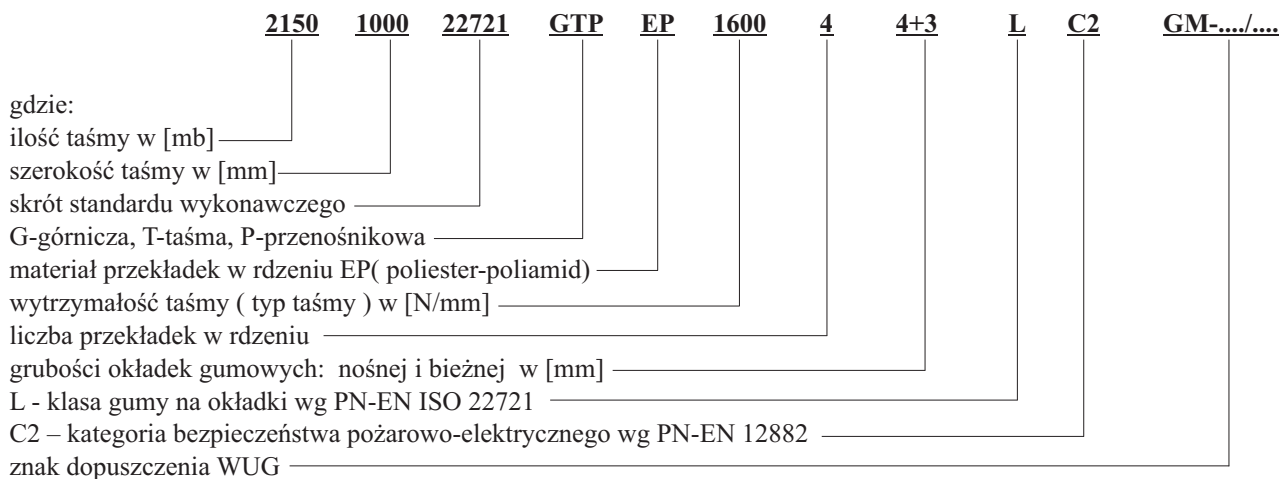 2150 1000 22721 GTP EP 1600 4 4+3 L C2 GM-..../....
gdzie:
ilość taśmy w [mb]
szerokość taśmy w [mm]
skrót standardu wykonawczego
G-górnicza, T-taśma, P-przenośnikowa
materiał przekładek w rdzeniu EP( poliester-poliamid)
wytrzymałość taśmy ( typ taśmy ) w [N/mm]
liczba przekładek w rdzeniu
grubości okładek gumowych: nośnej i bieżnej w [mm]
L - klasa gumy na okładki wg PN-EN ISO 22721
C2 – kategoria bezpieczeństwa pożarowo-elektrycznego wg PN-EN 12882
znak dopuszczenia WUG